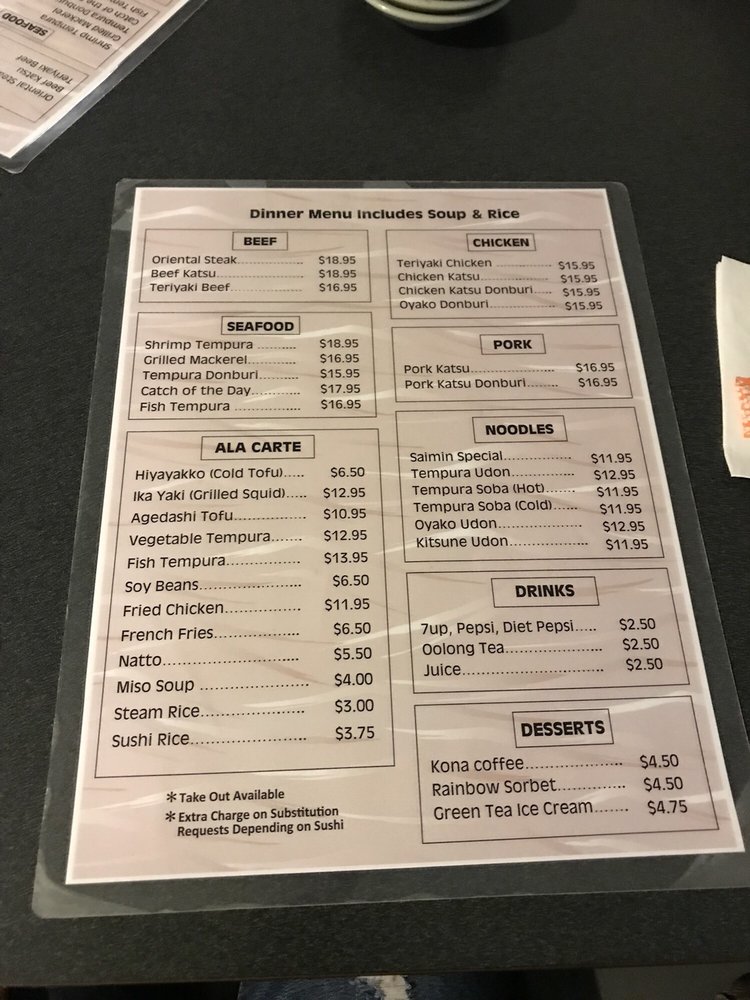 SEAFOOD
Shrimp Tempura
Grilled Mackerel
Tempura Donburi
Catch of the
Beef Katsu
Teriyaki Beef
Dinner Menu Includes Soup & Rice
BEEF
Oriental Steak..................... $18.95
Beef Katsu........................ $18.95
Teriyaki Beef...................... $16.95
SEAFOOD
Shrimp Tempura .......... $18.95
Grilled Mackerel............ $16.95
Tempura Donburi.......... $15.95
Catch of the Day............ $17.95
Fish Tempura ................ $16.95
ALA CARTE
Hiyayakko (Cold Tofu)..... $6.50
Ika Yaki (Grilled Squid)..... $12.95
Agedashi Tofu................. $10.95
Vegetable Tempura....... $12.95
Fish Tempura.................. $13.95
Soy Beans........................ $6.50
Fried Chicken.................. $11.95
French Fries.................... $6.50
Natto................................ $5.50
Miso Soup ........................ $4.00
Steam Rice........................ $3.00
Sushi Rice.......................... $3.75
* Take Out Available
* Extra Charge on Substitution
Requests Depending on Sushi
CHICKEN
Teriyaki Chicken ................ $15.95
Chicken Katsu.................... $15.95
Chicken Katsu Donburi..... $15.95
Oyako Donburi.................. $15.95
PORK
Pork Katsu......................... $16.95
Pork Katsu Donburi........ $16.95
NOODLES
Saimin Special.................. $11.95
Tempura Udon................ $12.95
Tempura Soba (Hot)........ $11.95
Tempura Soba (Cold)...... $11.95
Oyako Udon..................... $12.95
Kitsune Udon.................... $11.95
DRINKS
7up, Pepsi, Diet Pepsi..... $2.50
Oolong Tea....................... $2.50
Juice.................................. $2.50
DESSERTS
Kona coffee...................... $4.50
Rainbow Sorbet............... $4.50
Green Tea Ice Cream....... $4.75